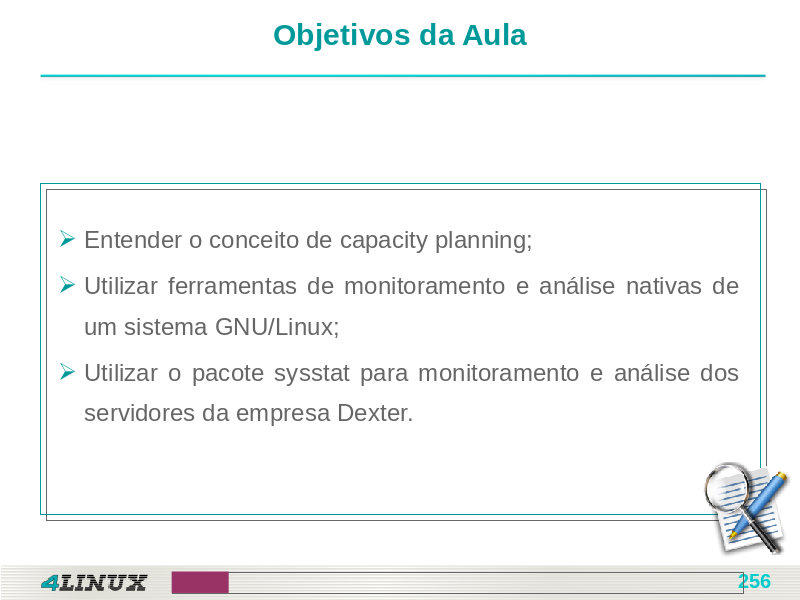 Objetivos da Aula
Entender o conceito de capacity planning;
Utilizar ferramentas de monitoramento e análise nativas de
um sistema GNU/Linux;
Utilizar o pacote sysstat para monitoramento e análise dos
servidores da empresa Dexter.
4LINUX
256